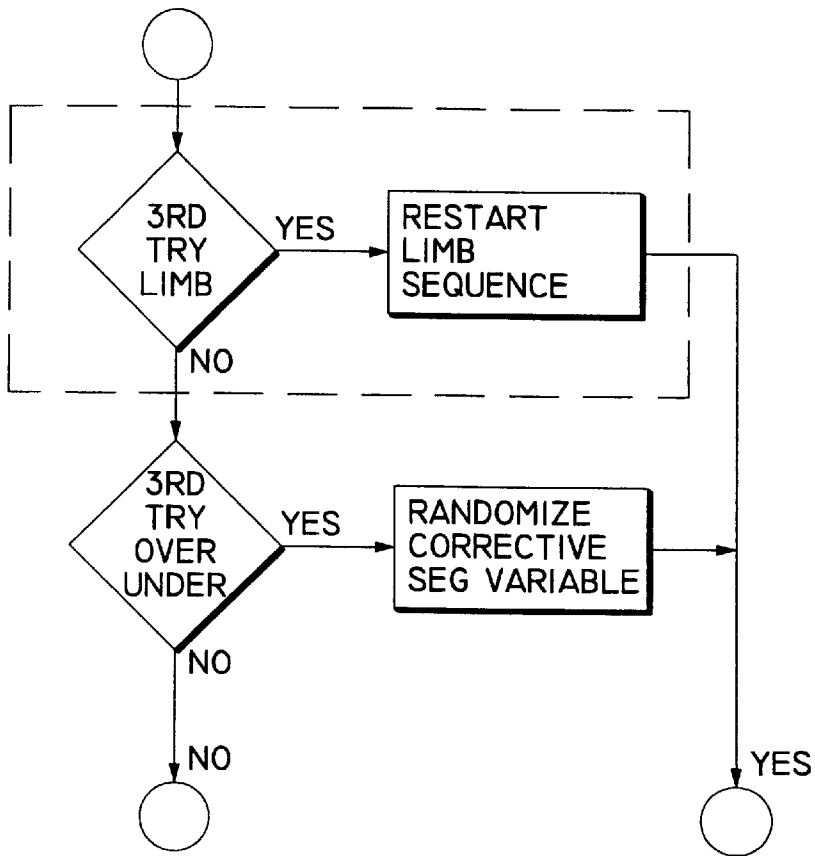 3RD
TRY
LIMB
YES
RESTART
LIMB
SEQUENCE
NO
3RD
TRY
OVER
UNDER
YES
RANDOMIZE
CORRECTIVE
SEG VARIABLE
NO
NO
YES